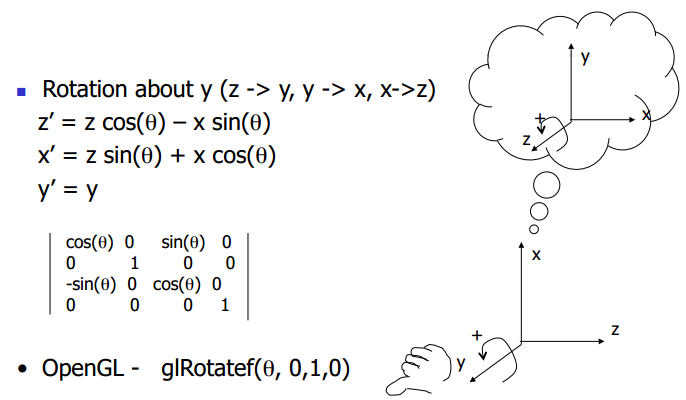 Rotation about y (z -> y, y -> x, x->z)
z’ = z cos(θ) – x sin(θ)
x’ = z sin(θ) + x cos(θ)
y’ = y
cos(θ) 0 sin(θ) 0
0 1 0 0
-sin(θ) 0 cos(θ) 0
0 0 0 1
OpenGL - glRotatef(θ, 0,1,0)
y
+
x
z
x
z
+
y